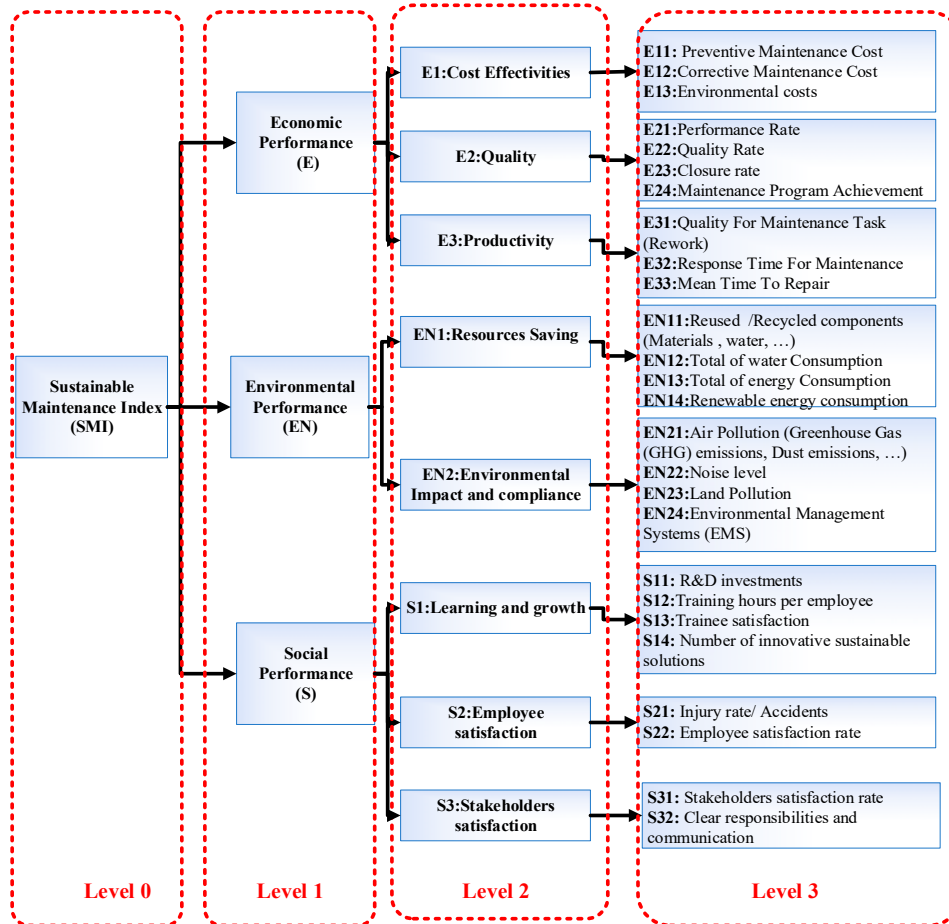 Sustainable
Maintenance Index
(SMI)
Economic
Performance
(E)
Environmental
Performance
(EN)
Social
Performance
(S)
E1:Cost Effectivities
E2:Quality
E3:Productivity
EN1:Resources Saving
EN2:Environmental
Impact and compliance
S1:Learning and growth
S2:Employee
satisfaction
S3:Stakeholders
satisfaction
E11: Preventive Maintenance Cost
E12:Corrective Maintenance Cost
E13:Environmental costs
E21:Performance Rate
E22:Quality Rate
E23:Closure rate
E24:Maintenance Program Achievement
E31:Quality For Maintenance Task
(Rework)
E32:Response Time For Maintenance
E33:Mean Time To Repair
EN11:Reused /Recycled components
(Materials , water, ...)
EN12:Total of water Consumption
EN13:Total of energy Consumption
EN14:Renewable energy consumption
EN21:Air Pollution (Greenhouse Gas
(GHG) emissions, Dust emissions, ...)
EN22:Noise level
EN23:Land Pollution
EN24:Environmental Management
Systems (EMS)
S11: R&D investments
S12:Training hours per employee
S13:Trainee satisfaction
S14: Number of innovative sustainable
solutions
S21: Injury rate/ Accidents
S22: Employee satisfaction rate
S31: Stakeholders satisfaction rate
S32: Clear responsibilities and
communication
Level 0
Level 1
Level 2
Level 3